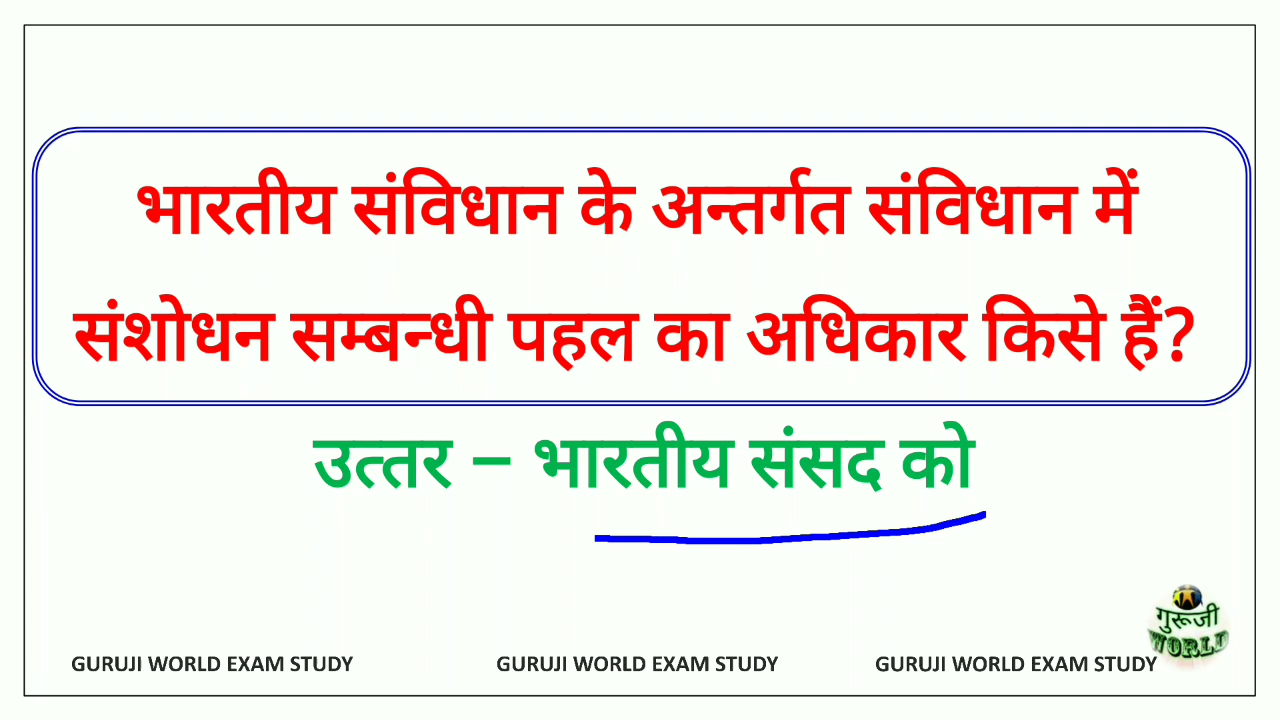 भारतीय संविधान के अन्तर्गत संविधान में
संशोधन सम्बन्धी पहल का अधिकार किसे हैं?
उत्तर – भारतीय संसद को
गुरूजी
WORLD
GURUJI WORLD EXAM STUDY GURUJI WORLD EXAM STUDY GURUJI WORLD EXAM STUDY